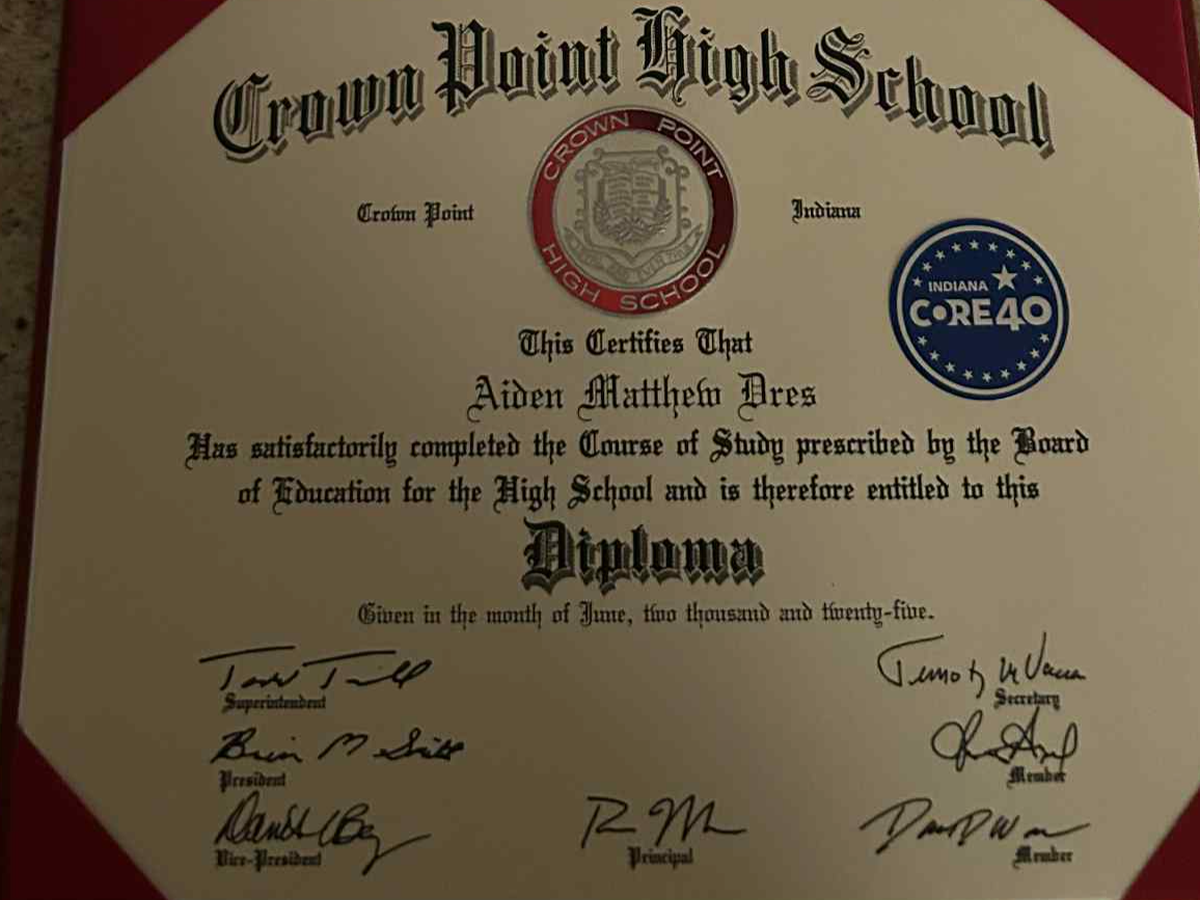 Crown Point High School
CROWN POINT
HIGH SCHOOL
Crown Point
Indiana
INDIANA
CORE40
This Certifies That
Aiden Matthew Dres
Has satisfactorily completed the Course of Study prescribed by the Board
of Education for the High School and is therefore entitled to this
Diploma
Given in the month of June, two thousand and twenty-five.
Superintendent
Secretary
Brian M Smith
President
Member
Vice-President
Principal
Member